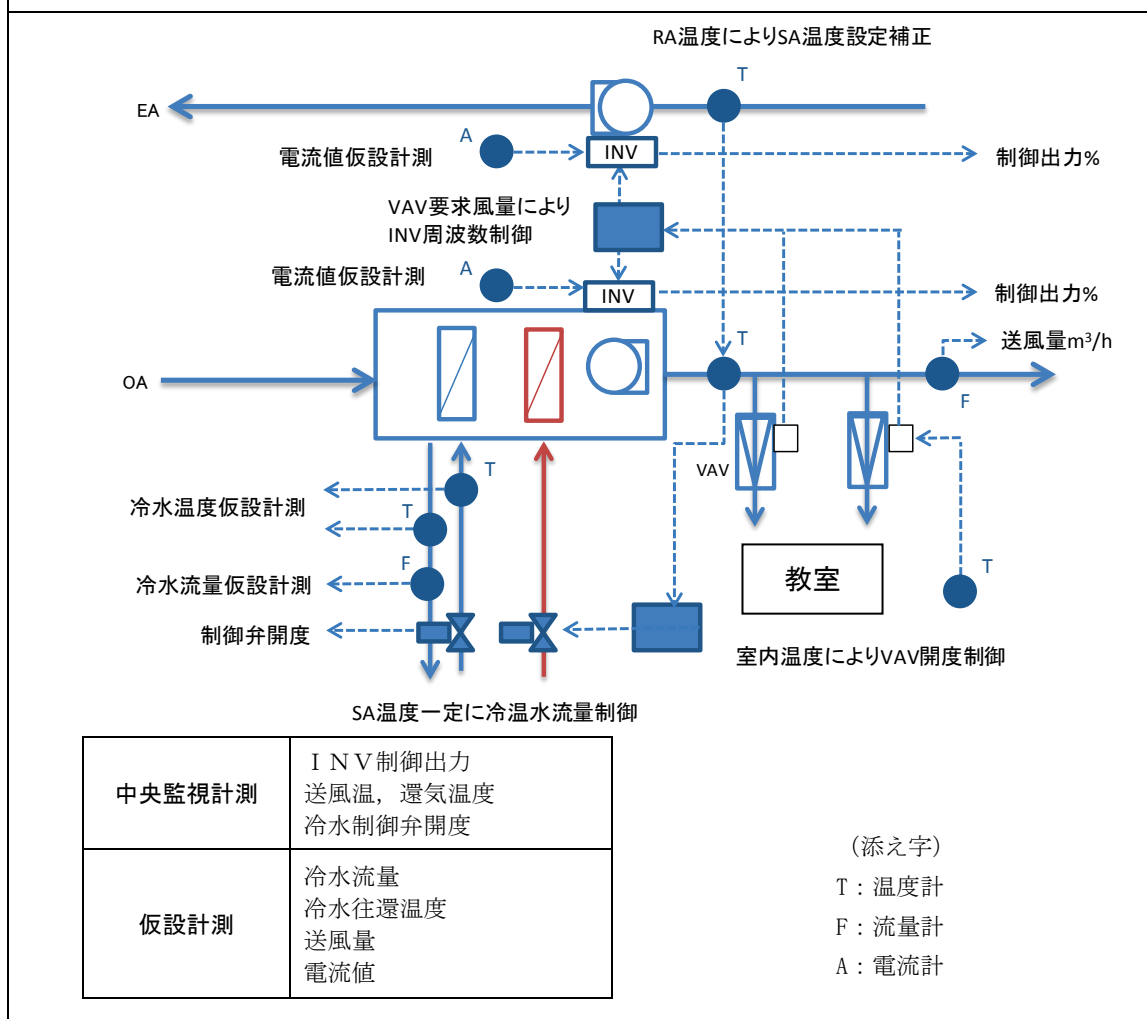 RA温度によりSA温度設定補正
T
EA
A
電流値仮設計測
INV
制御出力%
VAV要求風量により
INV周波数制御
電流値仮設計測
A
INV
制御出力%
T
送風量m³/h
OA
F
VAV
T
冷水温度仮設計測
T
F
冷水流量仮設計測
教室
T
制御弁開度
室内温度によりVAV開度制御
SA温度一定に冷温水流量制御
中央監視計測
ＩＮＶ制御出力
送風温，還気温度
冷水制御弁開度
仮設計測
冷水流量
冷水往還温度
送風量
電流値
（添え字）
T：温度計
F：流量計
A：電流計